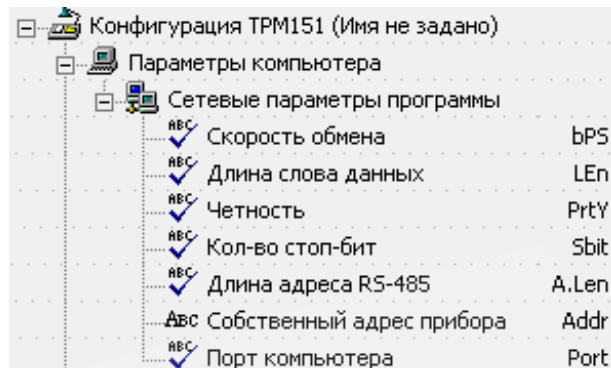 Конфигурация ТРМ151 (Имя не задано)
Параметры компьютера
Сетевые параметры программы
Скорость обмена bPS
Длина слова данных LEn
Четность PrtY
Кол-во стоп-бит Sbit
Длина адреса RS-485 A.Len
Собственный адрес прибора Addr
Порт компьютера Port